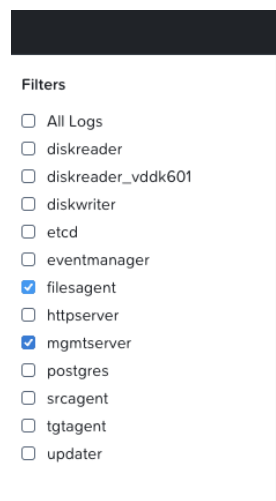 Filters
All Logs
diskreader
diskreader_vddk601
diskwriter
etcd
eventmanager
filesagent
httpserver
mgmtserver
postgres
srcagent
tgtagent
updater